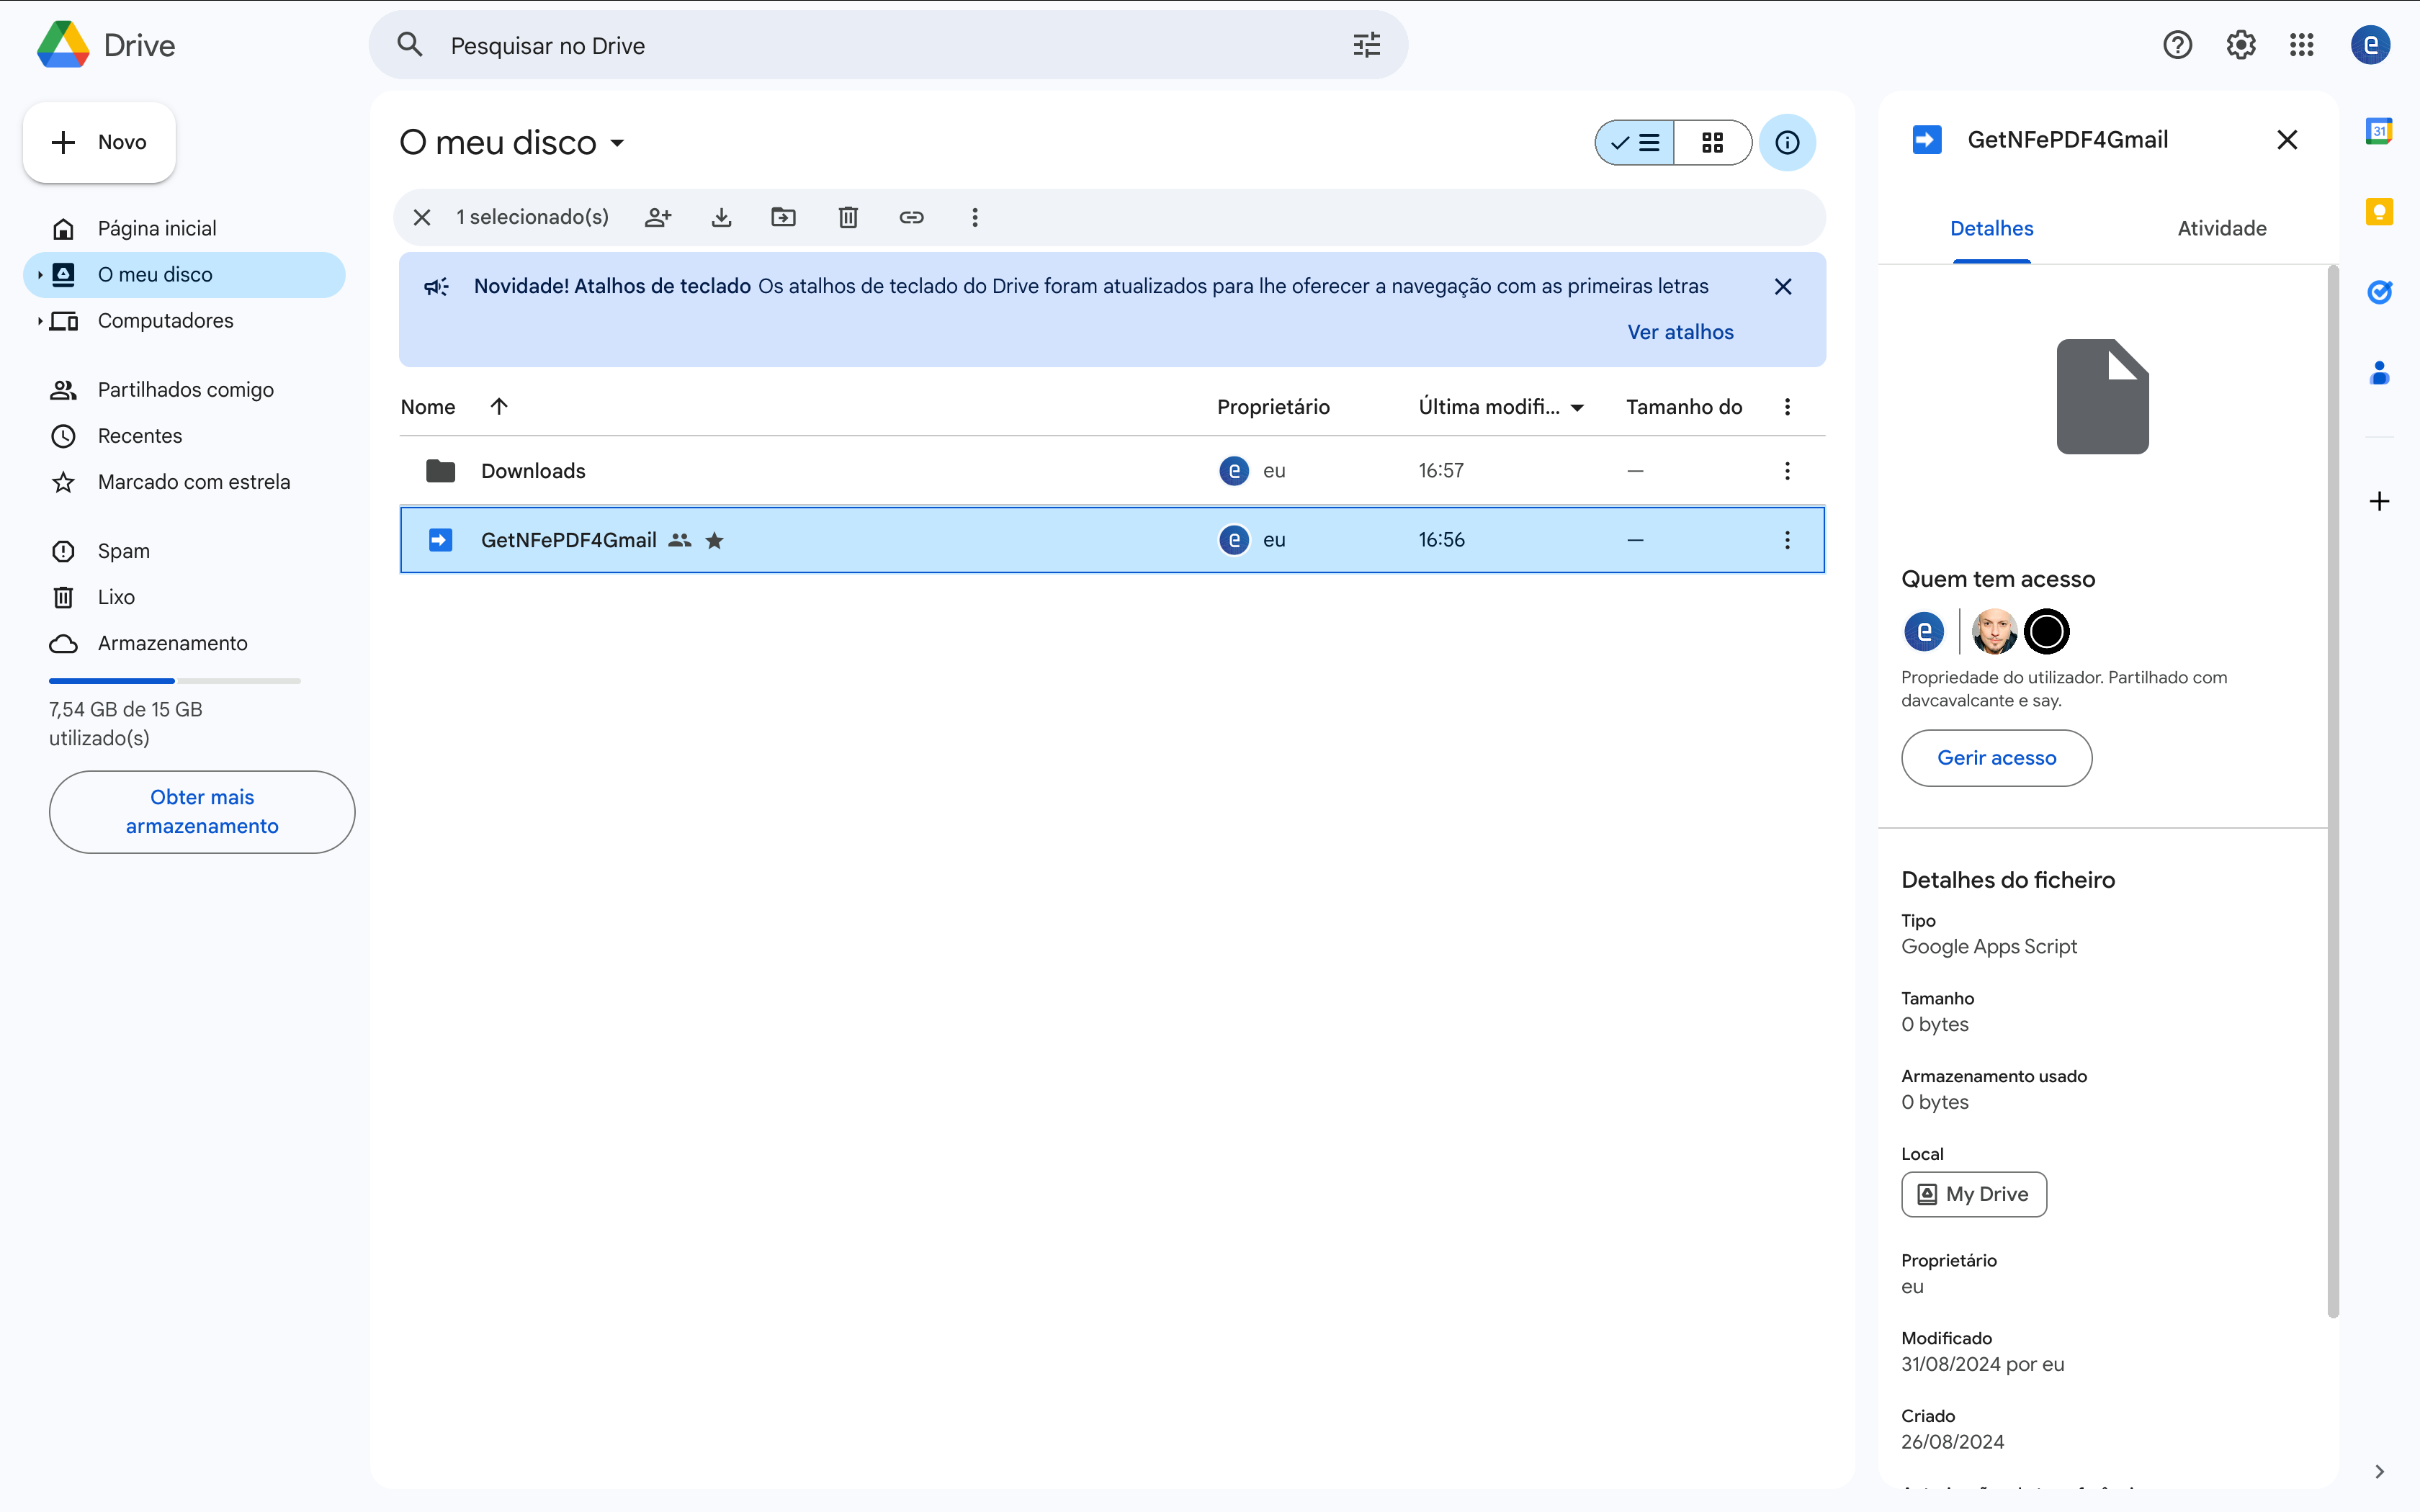 Drive
Pesquisar no Drive
Novo
Página inicial
O meu disco
Computadores
Partilhados comigo
Recentes
Marcado com estrela
Spam
Lixo
Armazenamento
7,54 GB de 15 GB
utilizado(s)
Obter mais
armazenamento
O meu disco
1 selecionado(s)
Novidade! Atalhos de teclado Os atalhos de teclado do Drive foram atualizados para lhe oferecer a navegação com as primeiras letras
Ver atalhos
Nome Proprietário Última modifi... Tamanho do
Downloads e eu 16:57 —
GetNFePDF4Gmail e eu 16:56 —
GetNFePDF4Gmail
Detalhes Atividade
Quem tem acesso
e
Propriedade do utilizador. Partilhado com
davcavalcante e say.
Gerir acesso
Detalhes do ficheiro
Tipo
Google Apps Script
Tamanho
0 bytes
Armazenamento usado
0 bytes
Local
My Drive
Proprietário
eu
Modificado
31/08/2024 por eu
Criado
26/08/2024
e
31